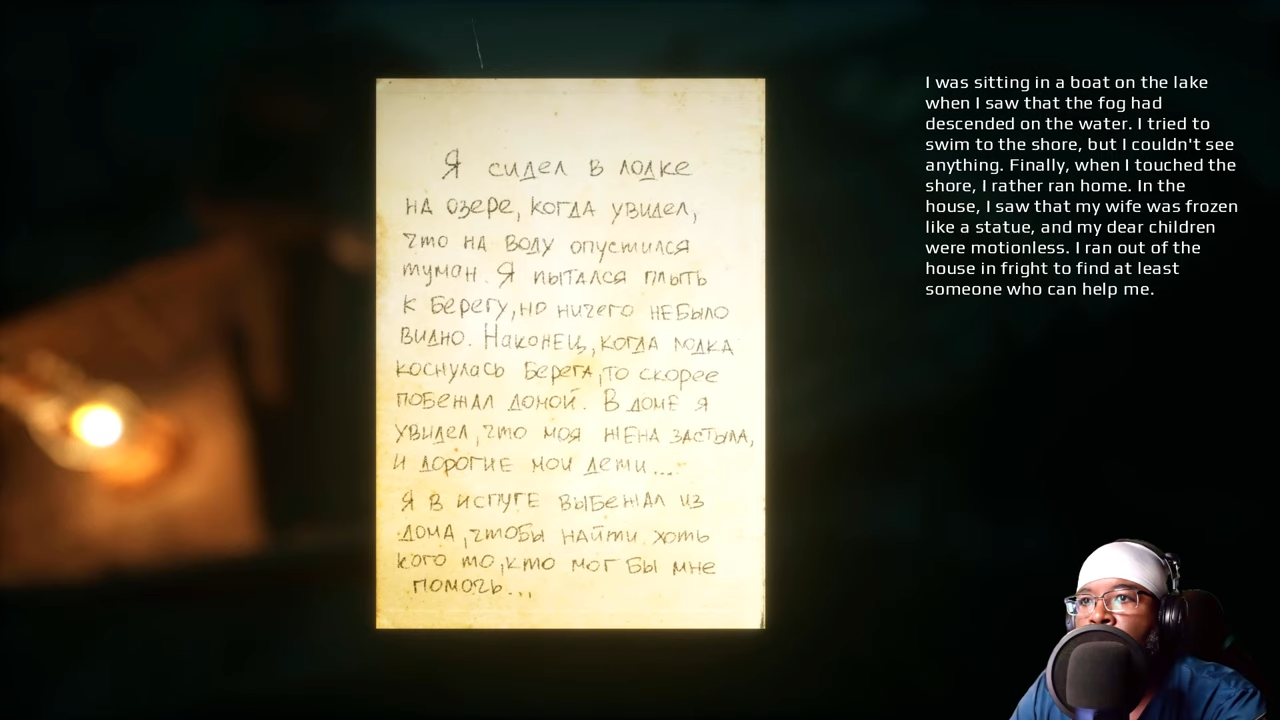 Я сидел в лодке
на озере, когда увидел,
что на воду опустился
туман. Я пытался плыть
к берегу, но ничего небыло
видно. Наконец, когда лодка
коснулась берега, то скорее
побежал домой. В доме я
увидел, что моя жена застыла,
и дорогие мои дети...
Я в испуге выбежал из
дома, чтобы найти хоть
кого то, кто мог бы мне
помочь...
I was sitting in a boat on the lake
when I saw that the fog had
descended on the water. I tried to
swim to the shore, but I couldn't see
anything. Finally, when I touched the
shore, I rather ran home. In the
house, I saw that my wife was frozen
like a statue, and my dear children
were motionless. I ran out of the
house in fright to find at least
someone who can help me.